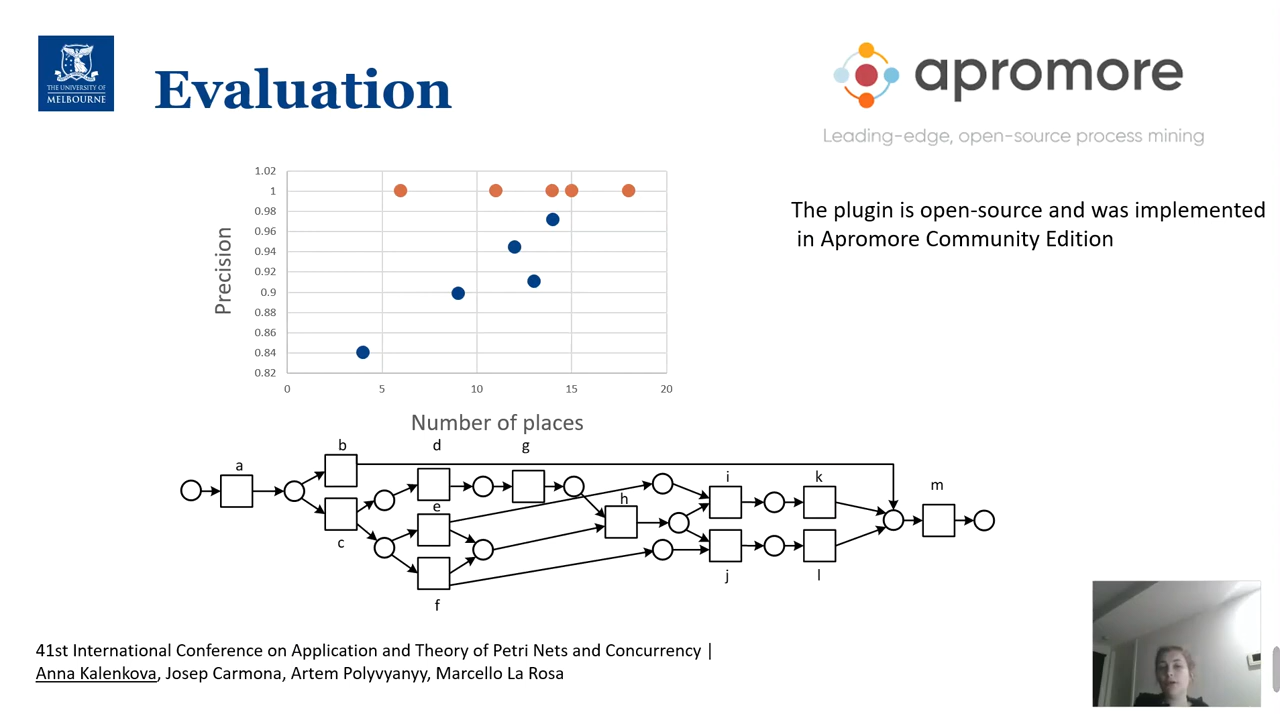 THE UNIVERSITY OF
MELBOURNE
Evaluation
apromore
Leading-edge, open-source process mining
The plugin is open-source and was implemented
in Apromore Community Edition
Precision
1.02
1
0.98
0.96
0.94
0.92
0.9
0.88
0.86
0.84
0.82
0 5 10 15 20
Number of places
a
b
c
d
e
f
g
h
i
j
k
l
m
41st International Conference on Application and Theory of Petri Nets and Concurrency |
Anna Kalenkova, Josep Carmona, Artem Polyvyanyy, Marcello La Rosa